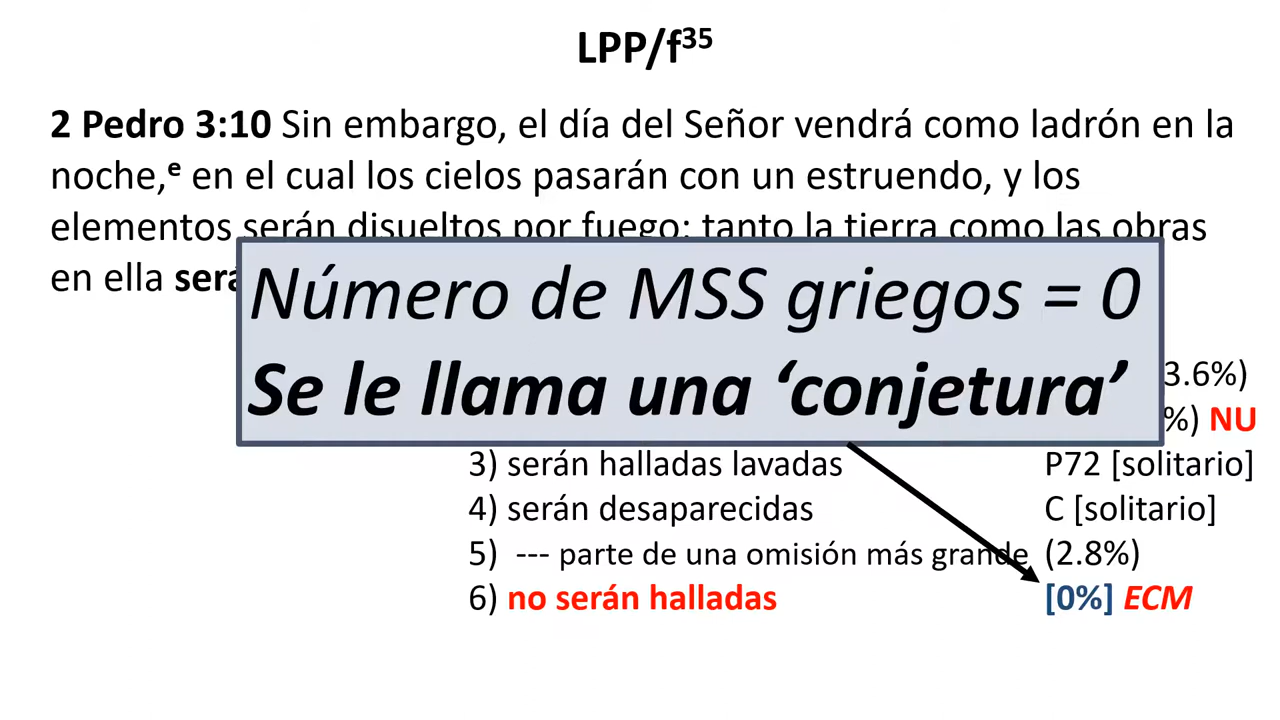 LPP/f³⁵
2 Pedro 3:10 Sin embargo, el día del Señor vendrá como ladrón en la
noche,ᵉ en el cual los cielos pasarán con un estruendo, y los
elementos serán disueltos por fuego; tanto la tierra como las obras
en ella
Número de MSS griegos = 0
Se le llama una ‘conjetura’
3.6%)
%) NU
3) serán halladas lavadas P72 [solitario]
4) serán desaparecidas C [solitario]
5) --- parte de una omisión más grande (2.8%)
6) no serán halladas [0%] ECM